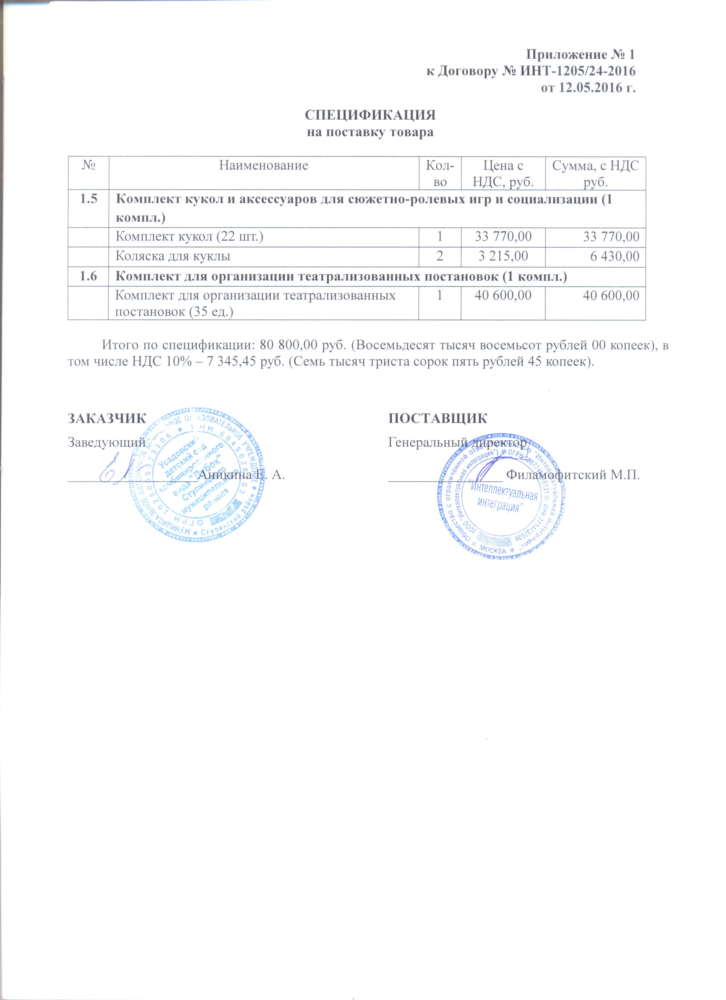 Приложение № 1
к Договору № ИНТ-1205/24-2016
от 12.05.2016 г.
СПЕЦИФИКАЦИЯ
на поставку товара
№ Наименование Кол-во Цена с НДС, руб. Сумма, с НДС руб.
1.5 Комплект кукол и аксессуаров для сюжетно-ролевых игр и социализации (1
компл.)
Комплект кукол (22 шт.) 1 33 770,00 33 770,00
Коляска для куклы 2 3 215,00 6 430,00
1.6 Комплект для организации театрализованных постановок (1 компл.)
Комплект для организации театрализованных 1 40 600,00 40 600,00
постановок (35 ед.)
Итого по спецификации: 80 800,00 руб. (Восемьдесят тысяч восемьсот рублей 00 копеек), в
том числе НДС 10% – 7 345,45 руб. (Семь тысяч триста сорок пять рублей 45 копеек).
ЗАКАЗЧИК
Заведующий
Аникина Е. А.
МУНИЦИПАЛЬНОЕ АВТОНОМНОЕ ДОШКОЛЬНОЕ ОБРАЗОВАТЕЛЬНОЕ УЧРЕЖДЕНИЕ
Ступинский
ОГРН 1025005923106 * ИНН 5045026603
Усадовский
детский сад
комбинированного
вида "Дубок"
Ступинского
муниципального
района
ПОСТАВЩИК
Генеральный директор
Филамофитский М.П.
Общество с ограниченной ответственностью "Интеллектуальная интеграция"
* МОСКВА *
(ООО "Интеллектуальная интеграция")
ИНН 7714737699
"Интеллектуальная
интеграция"